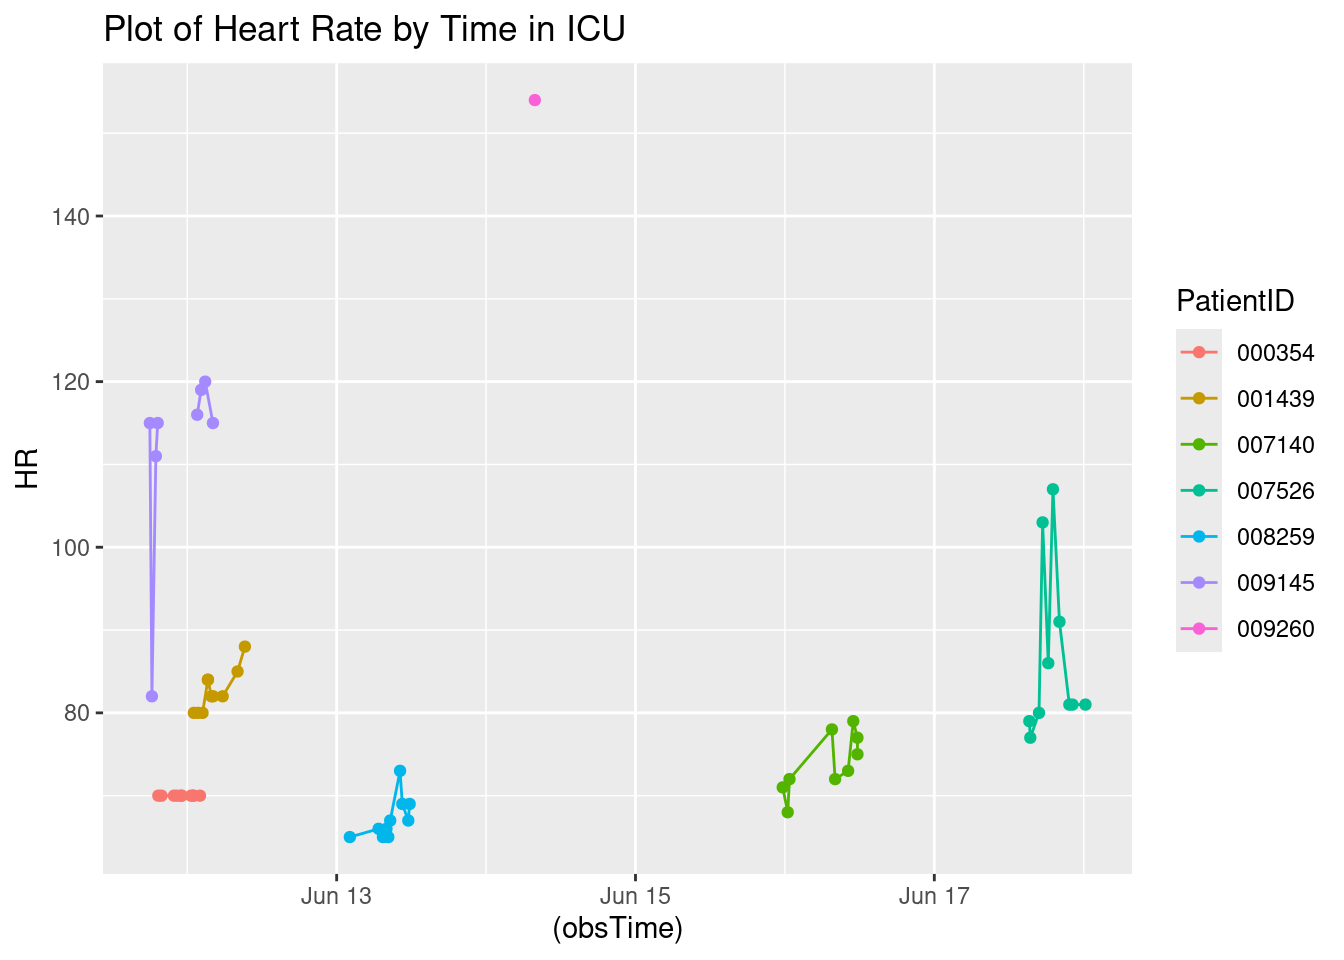 Plot of Heart Rate by Time in ICU
HR
140
120
100
80
Jun 13
Jun 15
Jun 17
(obsTime)
PatientID
000354
001439
007140
007526
008259
009145
009260